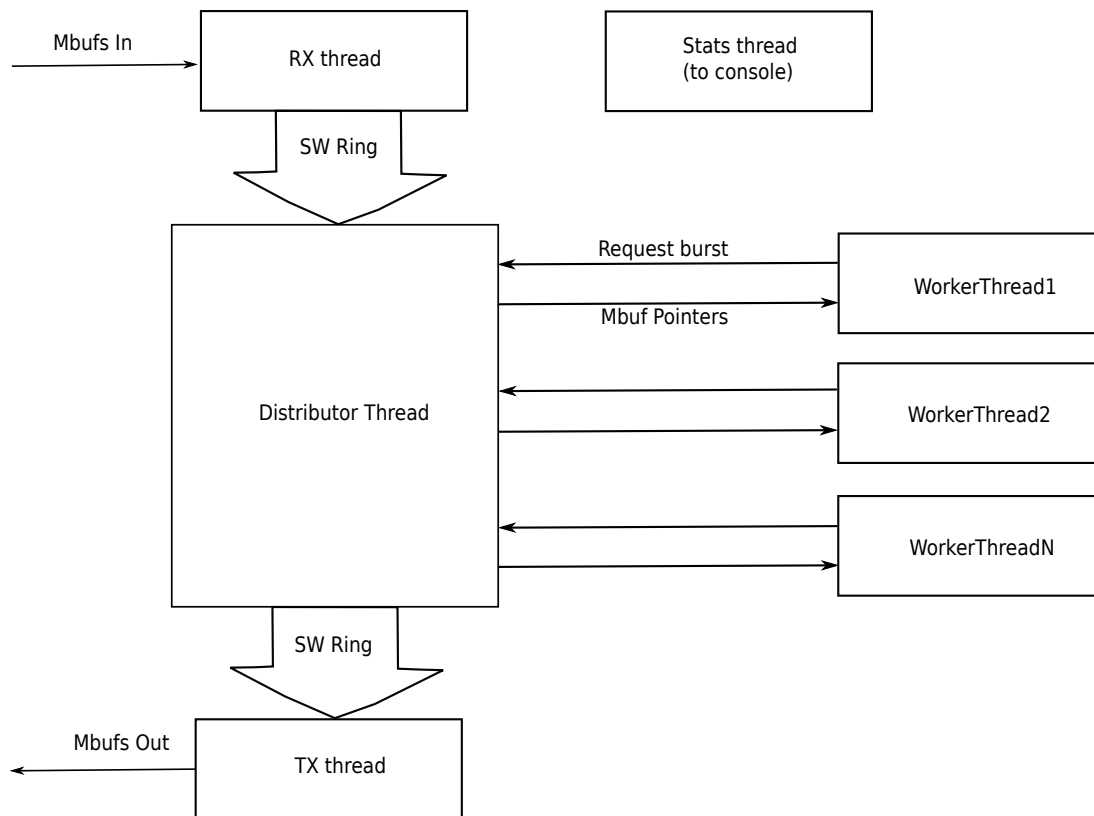 Mbufs In
RX thread
Stats thread
(to console)
SW Ring
Request burst
WorkerThread1
Mbuf Pointers
Distributor Thread
WorkerThread2
WorkerThreadN
SW Ring
Mbufs Out
TX thread